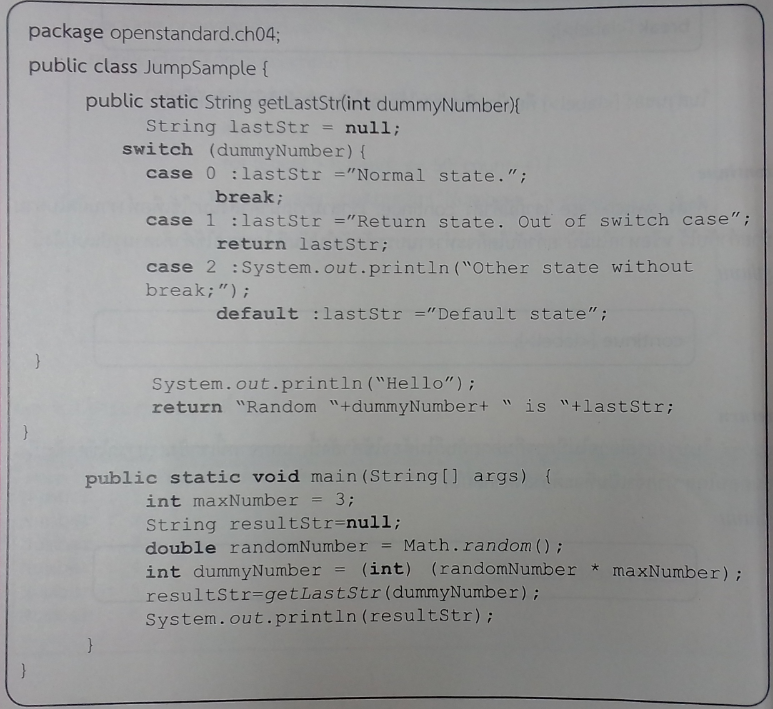 package openstandard.ch04;
public class JumpSample {
public static String getLastStr(int dummyNumber){
String lastStr = null;
switch (dummyNumber){
case 0 :lastStr =”Normal state.”;
break;
case 1 :lastStr =”Return state. Out of switch case”;
return lastStr;
case 2 :System.out.println(“Other state without
break;”);
default :lastStr =”Default state”;
}
System.out.println(“Hello”);
return “Random “+dummyNumber+ “ is “+lastStr;
}
public static void main(String[] args) {
int maxNumber = 3;
String resultStr=null;
double randomNumber = Math.random();
int dummyNumber = (int) (randomNumber * maxNumber);
resultStr=getLastStr(dummyNumber);
System.out.println(resultStr);
}
}